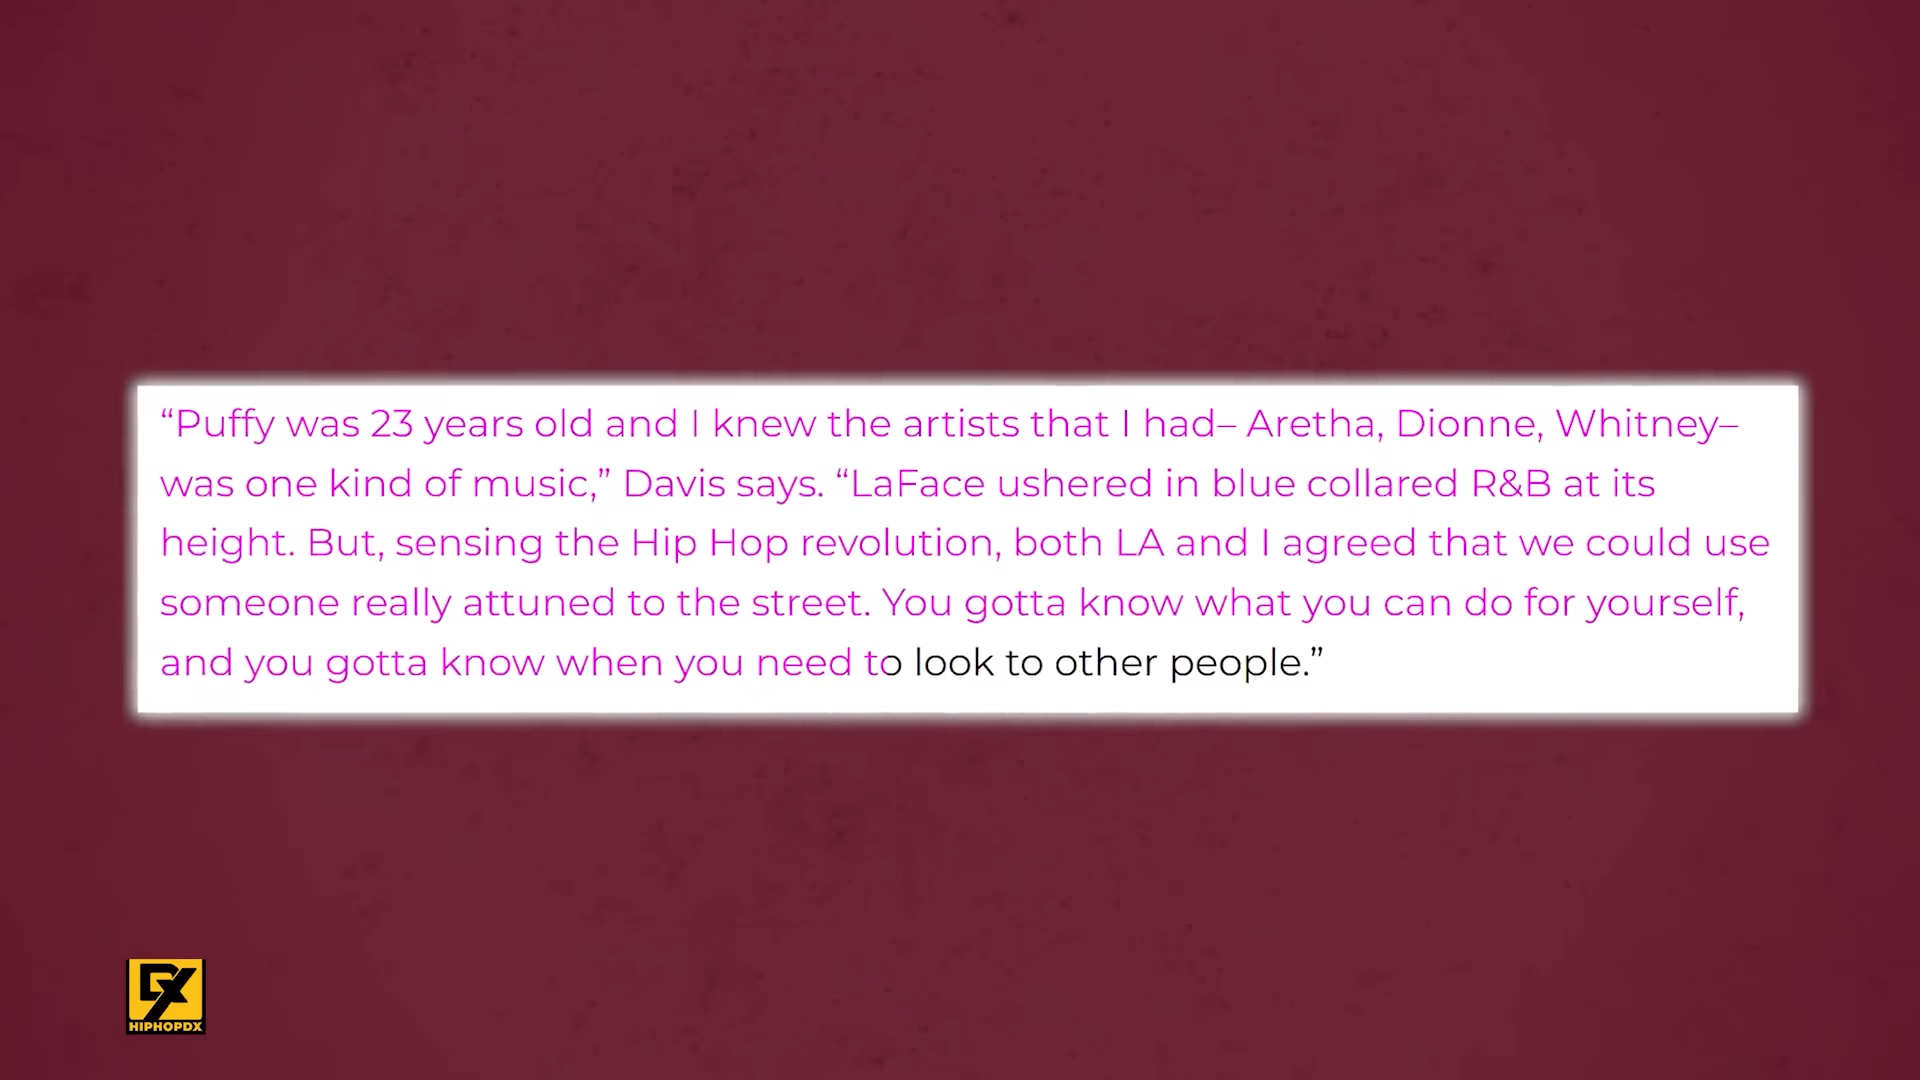 “Puffy was 23 years old and I knew the artists that I had– Aretha, Dionne, Whitney–
was one kind of music,” Davis says. “LaFace ushered in blue collared R&B at its
height. But, sensing the Hip Hop revolution, both LA and I agreed that we could use
someone really attuned to the street. You gotta know what you can do for yourself,
and you gotta know when you need to look to other people.”
DX
HIPHOPDX